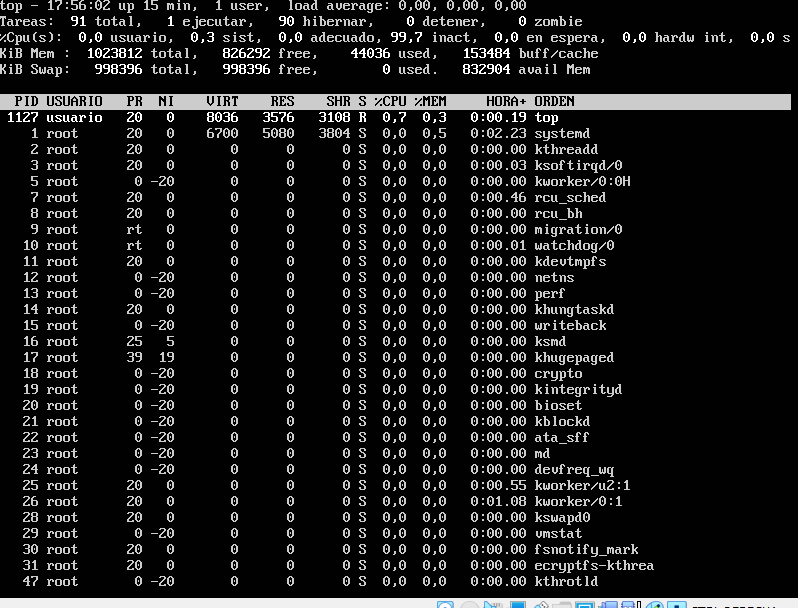 top - 17:56:02 up 15 min,  1 user,  load average: 0,00, 0,00, 0,00
Tareas:  91 total,   1 ejecutar,  90 hibernar,   0 detener,   0 zombie
%Cpu(s):  0,0 usuario,  0,3 sist,  0,0 adecuado, 99,7 inact,  0,0 en espera,  0,0 hardw int,  0,0 s
KiB Mem :  1023812 total,   826292 free,    44036 used,   153484 buff/cache
KiB Swap:   998396 total,   998396 free,        0 used.   832904 avail Mem
PID USUARIO   PR  NI    VIRT    RES    SHR S %CPU %MEM     HORA+ ORDEN
1127 usuario   20   0    8036   3576   3108 R  0,7  0,3   0:00.19 top
1 root      20   0    6700   5080   3804 S  0,0  0,5   0:02.23 systemd
2 root      20   0       0      0      0 S  0,0  0,0   0:00.00 kthreadd
3 root      20   0       0      0      0 S  0,0  0,0   0:00.03 ksoftirqd/0
5 root       0 -20       0      0      0 S  0,0  0,0   0:00.00 kworker/0:0H
7 root      20   0       0      0      0 S  0,0  0,0   0:00.46 rcu_sched
8 root      20   0       0      0      0 S  0,0  0,0   0:00.00 rcu_bh
9 root      rt   0       0      0      0 S  0,0  0,0   0:00.00 migration/0
10 root      rt   0       0      0      0 S  0,0  0,0   0:00.01 watchdog/0
11 root      20   0       0      0      0 S  0,0  0,0   0:00.00 kdevtmpfs
12 root       0 -20       0      0      0 S  0,0  0,0   0:00.00 netns
13 root       0 -20       0      0      0 S  0,0  0,0   0:00.00 perf
14 root      20   0       0      0      0 S  0,0  0,0   0:00.00 khungtaskd
15 root       0 -20       0      0      0 S  0,0  0,0   0:00.00 writeback
16 root      25   5       0      0      0 S  0,0  0,0   0:00.00 ksmd
17 root      39  19       0      0      0 S  0,0  0,0   0:00.00 khugepaged
18 root       0 -20       0      0      0 S  0,0  0,0   0:00.00 crypto
19 root       0 -20       0      0      0 S  0,0  0,0   0:00.00 kintegrityd
20 root       0 -20       0      0      0 S  0,0  0,0   0:00.00 bioset
21 root       0 -20       0      0      0 S  0,0  0,0   0:00.00 kblockd
22 root       0 -20       0      0      0 S  0,0  0,0   0:00.00 ata_sff
23 root       0 -20       0      0      0 S  0,0  0,0   0:00.00 md
24 root       0 -20       0      0      0 S  0,0  0,0   0:00.00 devfreq_wq
25 root      20   0       0      0      0 S  0,0  0,0   0:00.55 kworker/u2:1
26 root      20   0       0      0      0 S  0,0  0,0   0:01.08 kworker/0:1
28 root      20   0       0      0      0 S  0,0  0,0   0:00.00 kswapd0
29 root       0 -20       0      0      0 S  0,0  0,0   0:00.00 vmstat
30 root      20   0       0      0      0 S  0,0  0,0   0:00.00 fsnotify_mark
31 root      20   0       0      0      0 S  0,0  0,0   0:00.00 ecryptfs-kthrea
47 root       0 -20       0      0      0 S  0,0  0,0   0:00.00 kthrotld